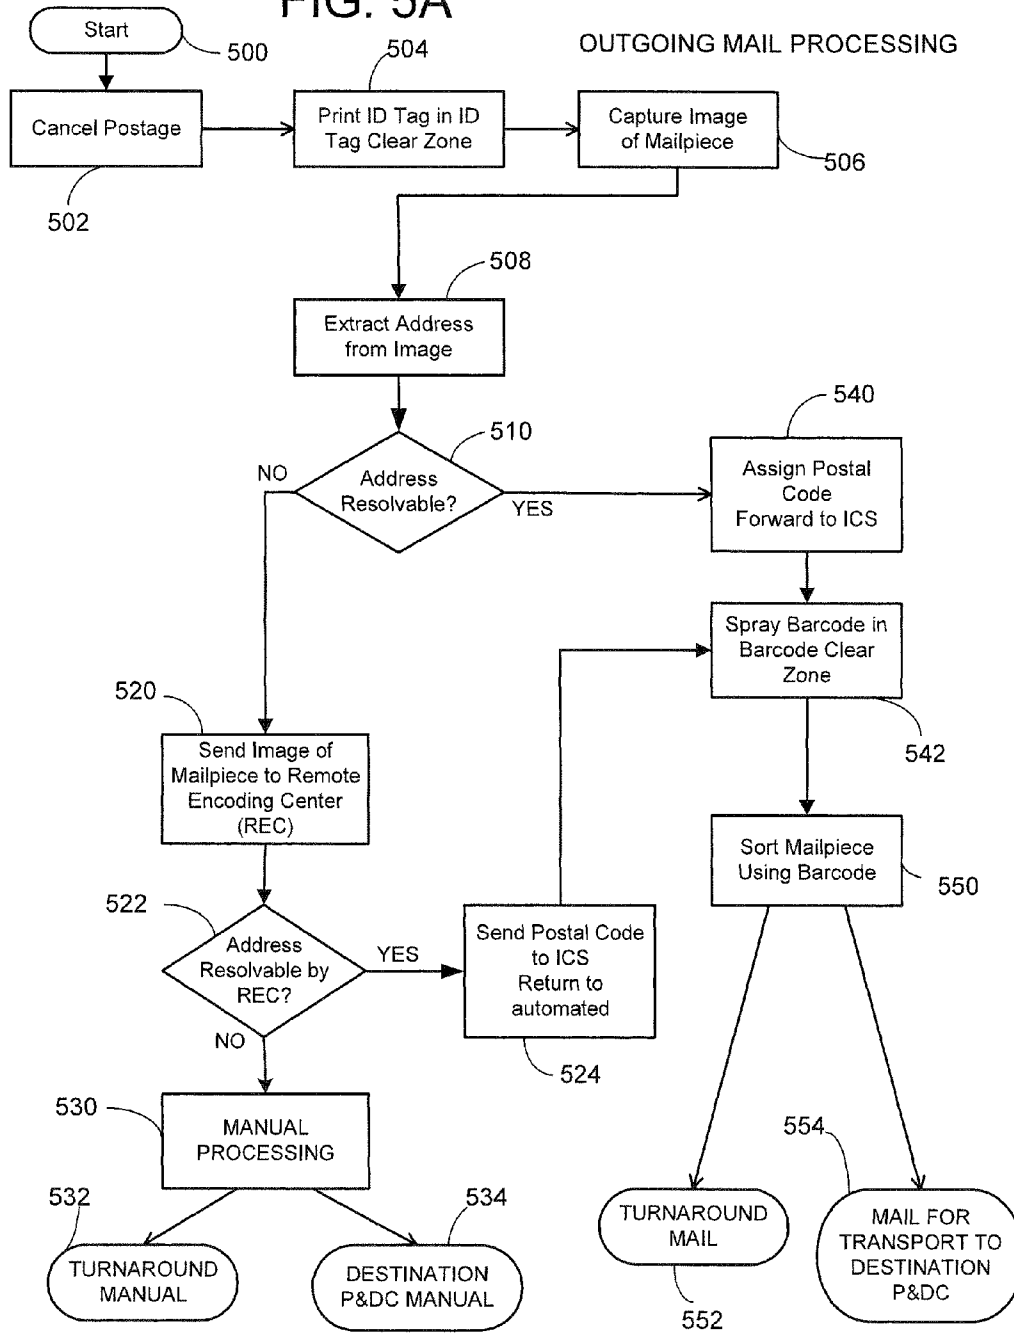 FIG. 5A
Start
500
OUTGOING MAIL PROCESSING
504
Cancel Postage
502
Print ID Tag in ID
Tag Clear Zone
Capture Image
of Mailpiece
506
508
Extract Address
from Image
510
Address
Resolvable?
NO
YES
540
Assign Postal
Code
Forward to ICS
Spray Barcode in
Barcode Clear
Zone
542
520
Send Image of
Mailpiece to Remote
Encoding Center
(REC)
522
Address
Resolvable by
REC?
YES
NO
Send Postal Code
to ICS
Return to
automated
524
Sort Mailpiece
Using Barcode
550
530
MANUAL
PROCESSING
532
TURNAROUND
MANUAL
534
DESTINATION
P&DC MANUAL
TURNAROUND
MAIL
552
554
MAIL FOR
TRANSPORT TO
DESTINATION
P&DC